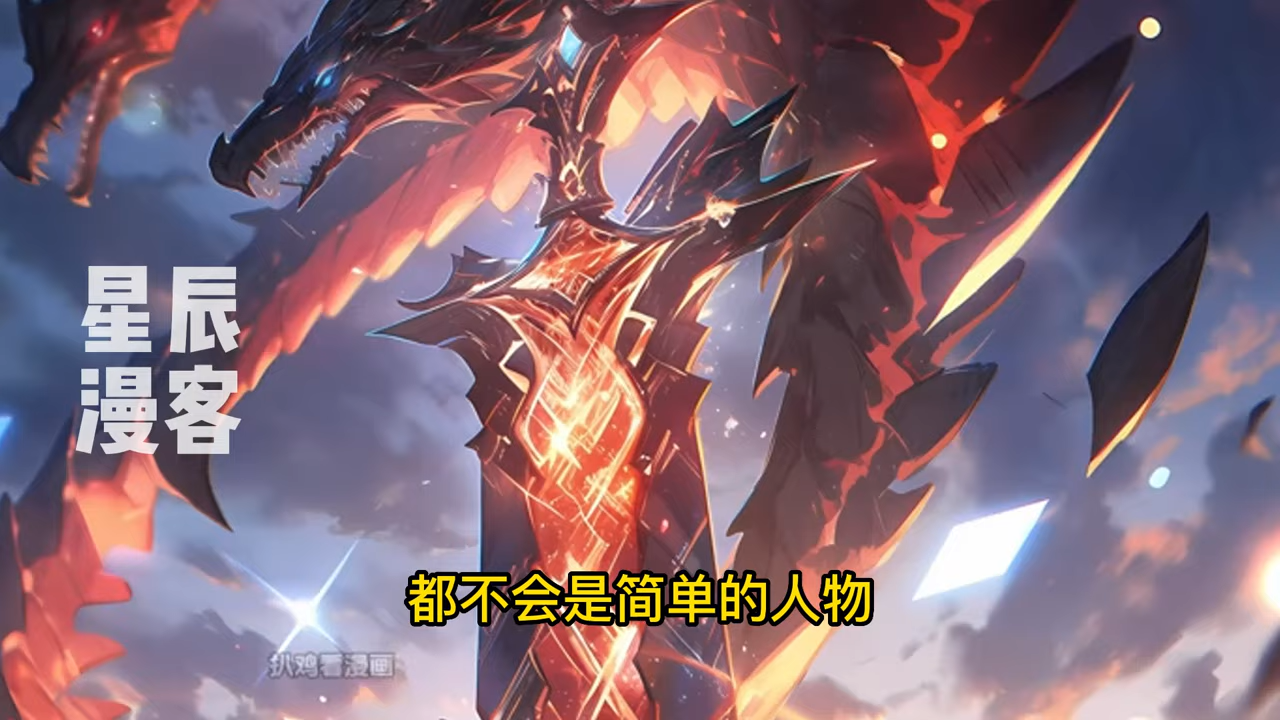 星辰
漫客
都不会是简单的人物
扒鸡看漫画